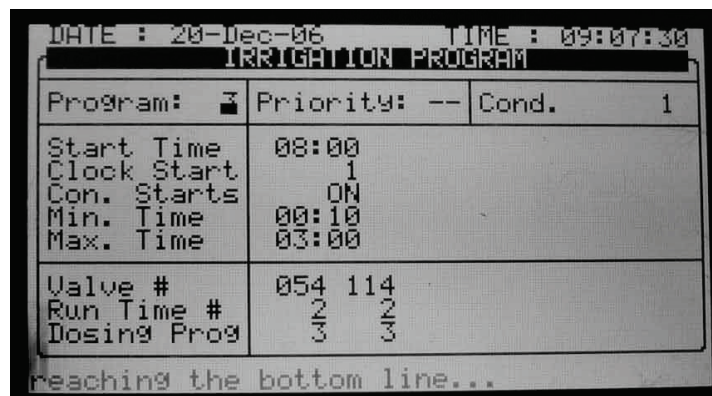 DATE : 20-Dec-06 TIME : 09:07:30
IRRIGATION PROGRAM
Program: 3 Priority: -- Cond. 1
Start Time 08:00
Clock Start 1
Con. Starts ON
Min. Time 00:10
Max. Time 03:00
Valve # 054 114
Run Time # 2 2
Dosing Prog 3 3
reaching the bottom line...